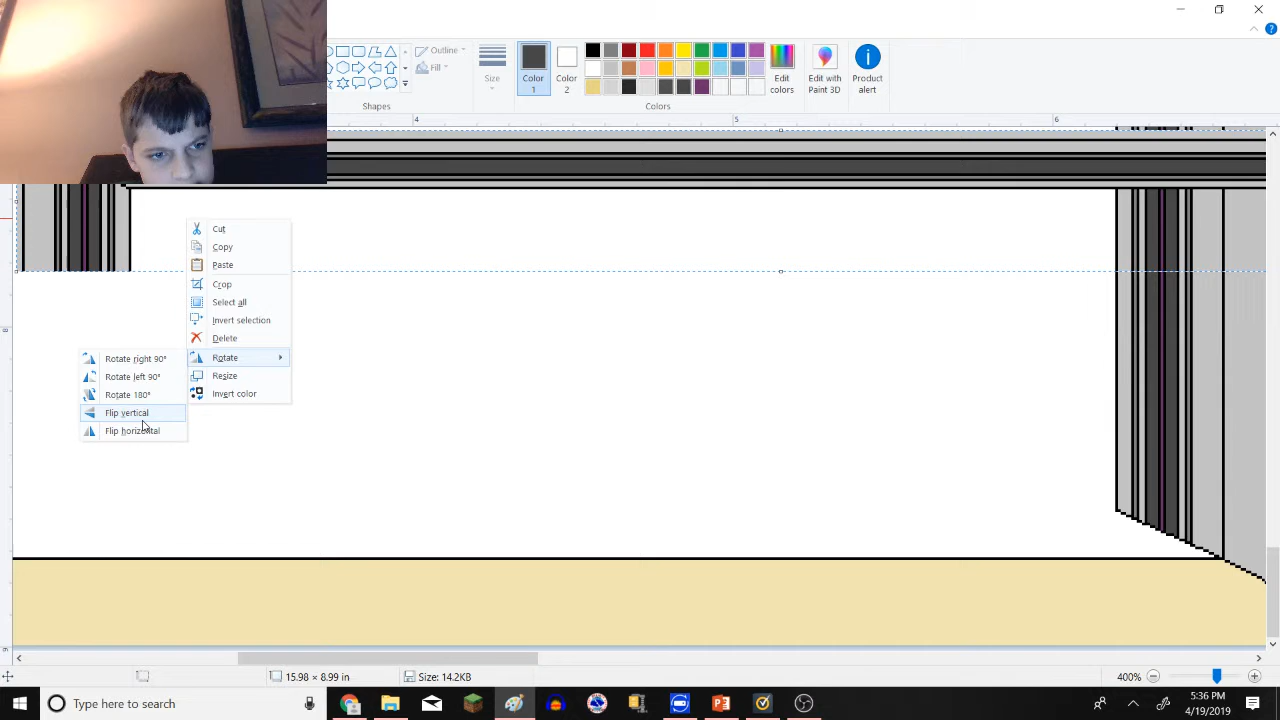 Outline
Fill
Size
Color
1
Color
2
Edit
colors
Edit with
Paint 3D
Product
alert
Shapes
Colors
4
5
6
Cut
Copy
Paste
Crop
Select all
Invert selection
Delete
Rotate
Resize
Invert color
Rotate right 90°
Rotate left 90°
Rotate 180°
Flip vertical
Flip horizontal
15.98 × 8.99 in
Size: 14.2KB
400%
Type here to search
5:36 PM
4/19/2019